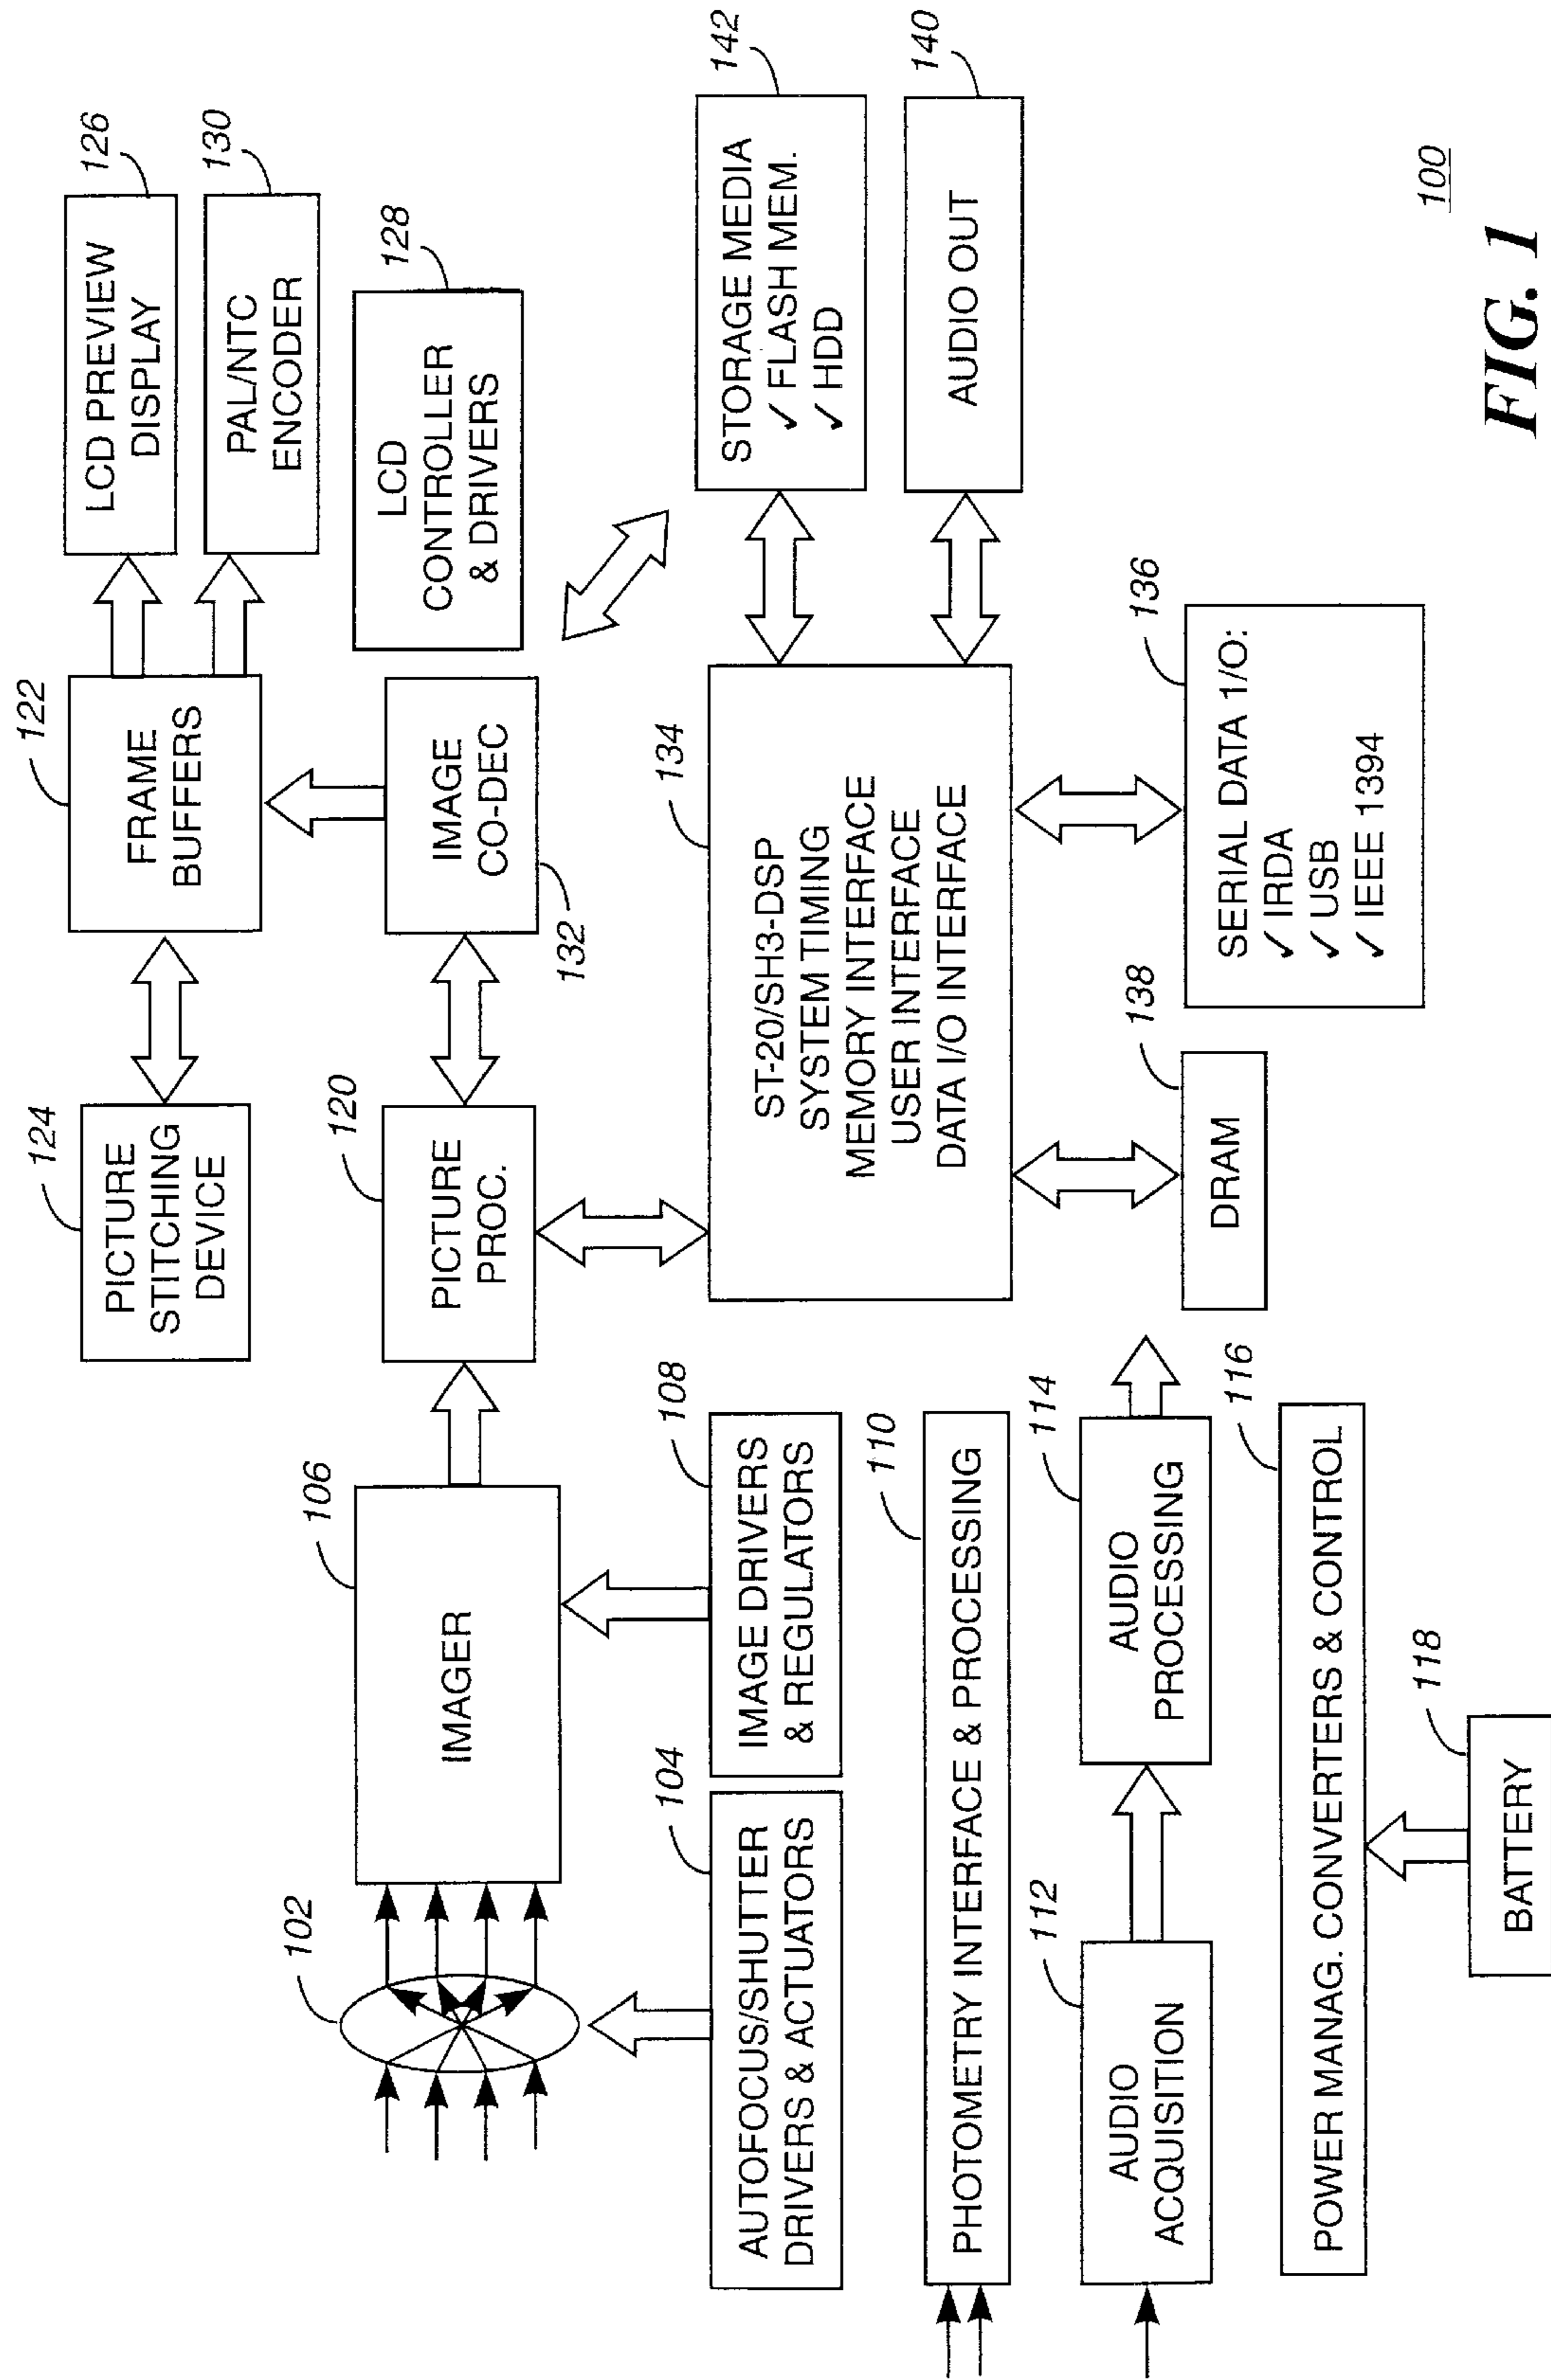 142
126
STORAGE MEDIA
✓ FLASH MEM.
✓ HDD
140
AUDIO OUT
LCD PREVIEW
DISPLAY
130
PAL/NTC
ENCODER
128
LCD
CONTROLLER
& DRIVERS
122
FRAME
BUFFERS
IMAGE
CO-DEC
132
124
PICTURE
STITCHING
DEVICE
120
PICTURE
PROC.
134
ST-20/SH3-DSP
SYSTEM TIMING
MEMORY INTERFACE
USER INTERFACE
DATA I/O INTERFACE
136
SERIAL DATA 1/O:
✓ IRDA
✓ USB
✓ IEEE 1394
138
DRAM
106
IMAGER
102
108
IMAGE DRIVERS
& REGULATORS
104
AUTOFOCUS/SHUTTER
DRIVERS & ACTUATORS
110
PHOTOMETRY INTERFACE & PROCESSING
114
AUDIO
PROCESSING
112
AUDIO
ACQUISITION
116
POWER MANAG. CONVERTERS & CONTROL
118
BATTERY
100
FIG. 1